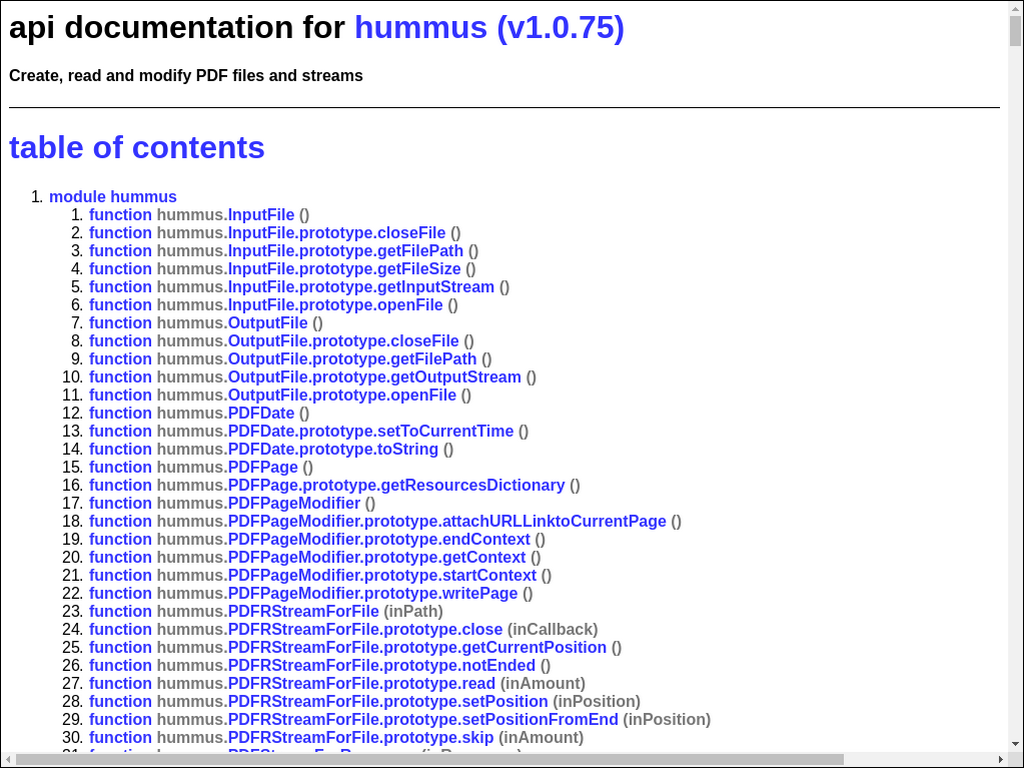 api documentation for hummus (v1.0.75)
Create, read and modify PDF files and streams
table of contents
1. module hummus
1. function hummus.InputFile ()
2. function hummus.InputFile.prototype.closeFile ()
3. function hummus.InputFile.prototype.getFilePath ()
4. function hummus.InputFile.prototype.getFileSize ()
5. function hummus.InputFile.prototype.getInputStream ()
6. function hummus.InputFile.prototype.openFile ()
7. function hummus.OutputFile ()
8. function hummus.OutputFile.prototype.closeFile ()
9. function hummus.OutputFile.prototype.getFilePath ()
10. function hummus.OutputFile.prototype.getOutputStream ()
11. function hummus.OutputFile.prototype.openFile ()
12. function hummus.PDFDate ()
13. function hummus.PDFDate.prototype.setToCurrentTime ()
14. function hummus.PDFDate.prototype.toString ()
15. function hummus.PDFPage ()
16. function hummus.PDFPage.prototype.getResourcesDictionary ()
17. function hummus.PDFPageModifier ()
18. function hummus.PDFPageModifier.prototype.attachURLLinktoCurrentPage ()
19. function hummus.PDFPageModifier.prototype.endContext ()
20. function hummus.PDFPageModifier.prototype.getContext ()
21. function hummus.PDFPageModifier.prototype.startContext ()
22. function hummus.PDFPageModifier.prototype.writePage ()
23. function hummus.PDFRStreamForFile (inPath)
24. function hummus.PDFRStreamForFile.prototype.close (inCallback)
25. function hummus.PDFRStreamForFile.prototype.getCurrentPosition ()
26. function hummus.PDFRStreamForFile.prototype.notEnded ()
27. function hummus.PDFRStreamForFile.prototype.read (inAmount)
28. function hummus.PDFRStreamForFile.prototype.setPosition (inPosition)
29. function hummus.PDFRStreamForFile.prototype.setPositionFromEnd (inPosition)
30. function hummus.PDFRStreamForFile.prototype.skip (inAmount)